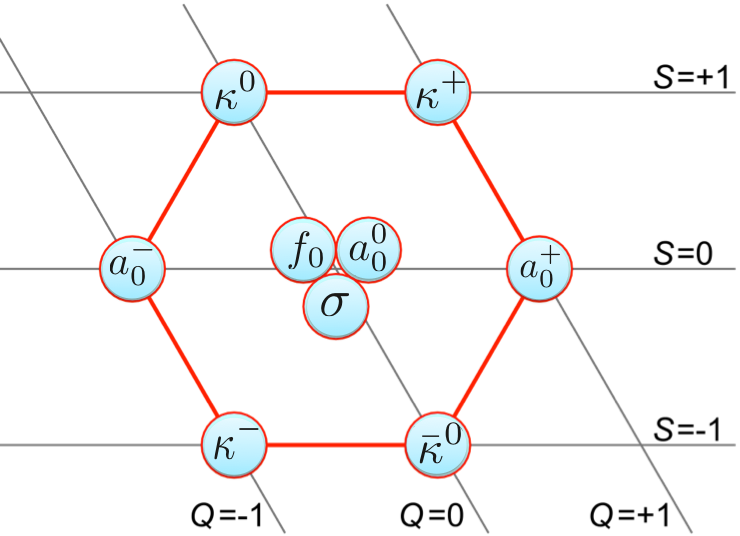 κ⁰ κ⁺ S=+1
f₀ a₀⁰
a₀⁻ a₀⁺ S=0
σ
κ⁻ κ̄⁰ S=-1
Q=-1 Q=0 Q=+1